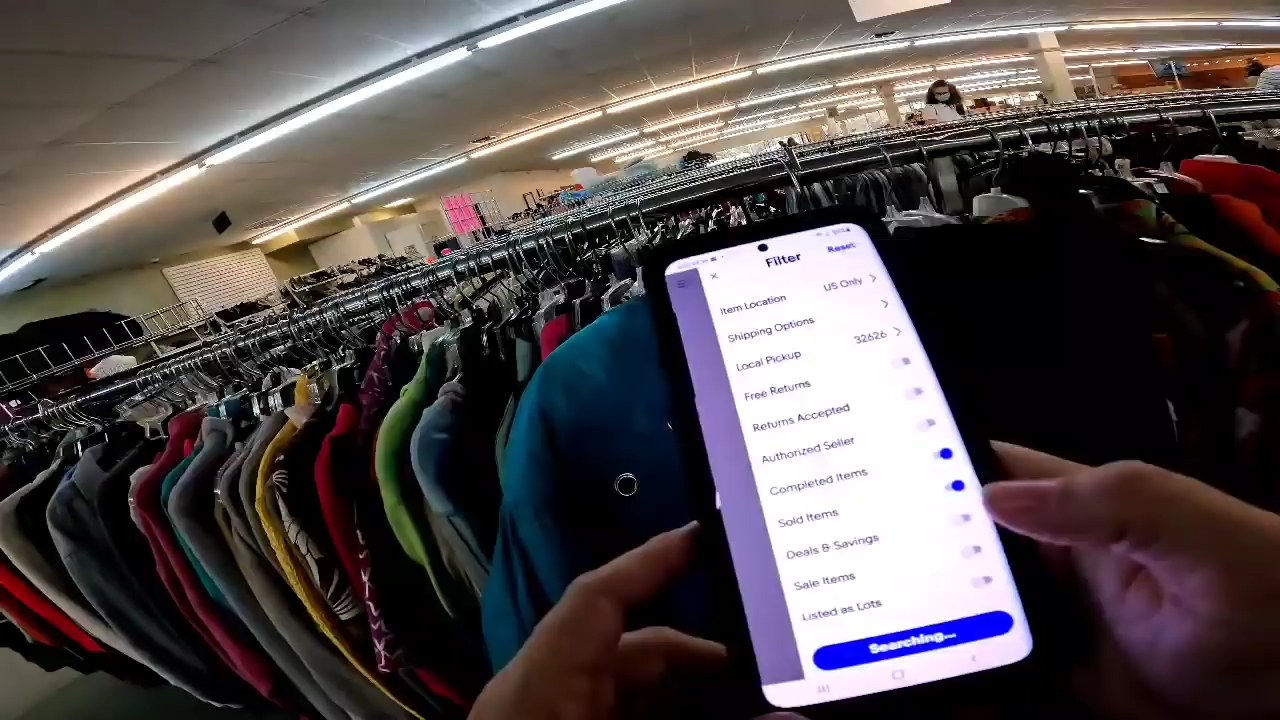 Filter
Reset
Item Location US Only
Shipping Options
Local Pickup 32626
Free Returns
Returns Accepted
Authorized Seller
Completed Items
Sold Items
Deals & Savings
Sale Items
Listed as Lots
Searching...